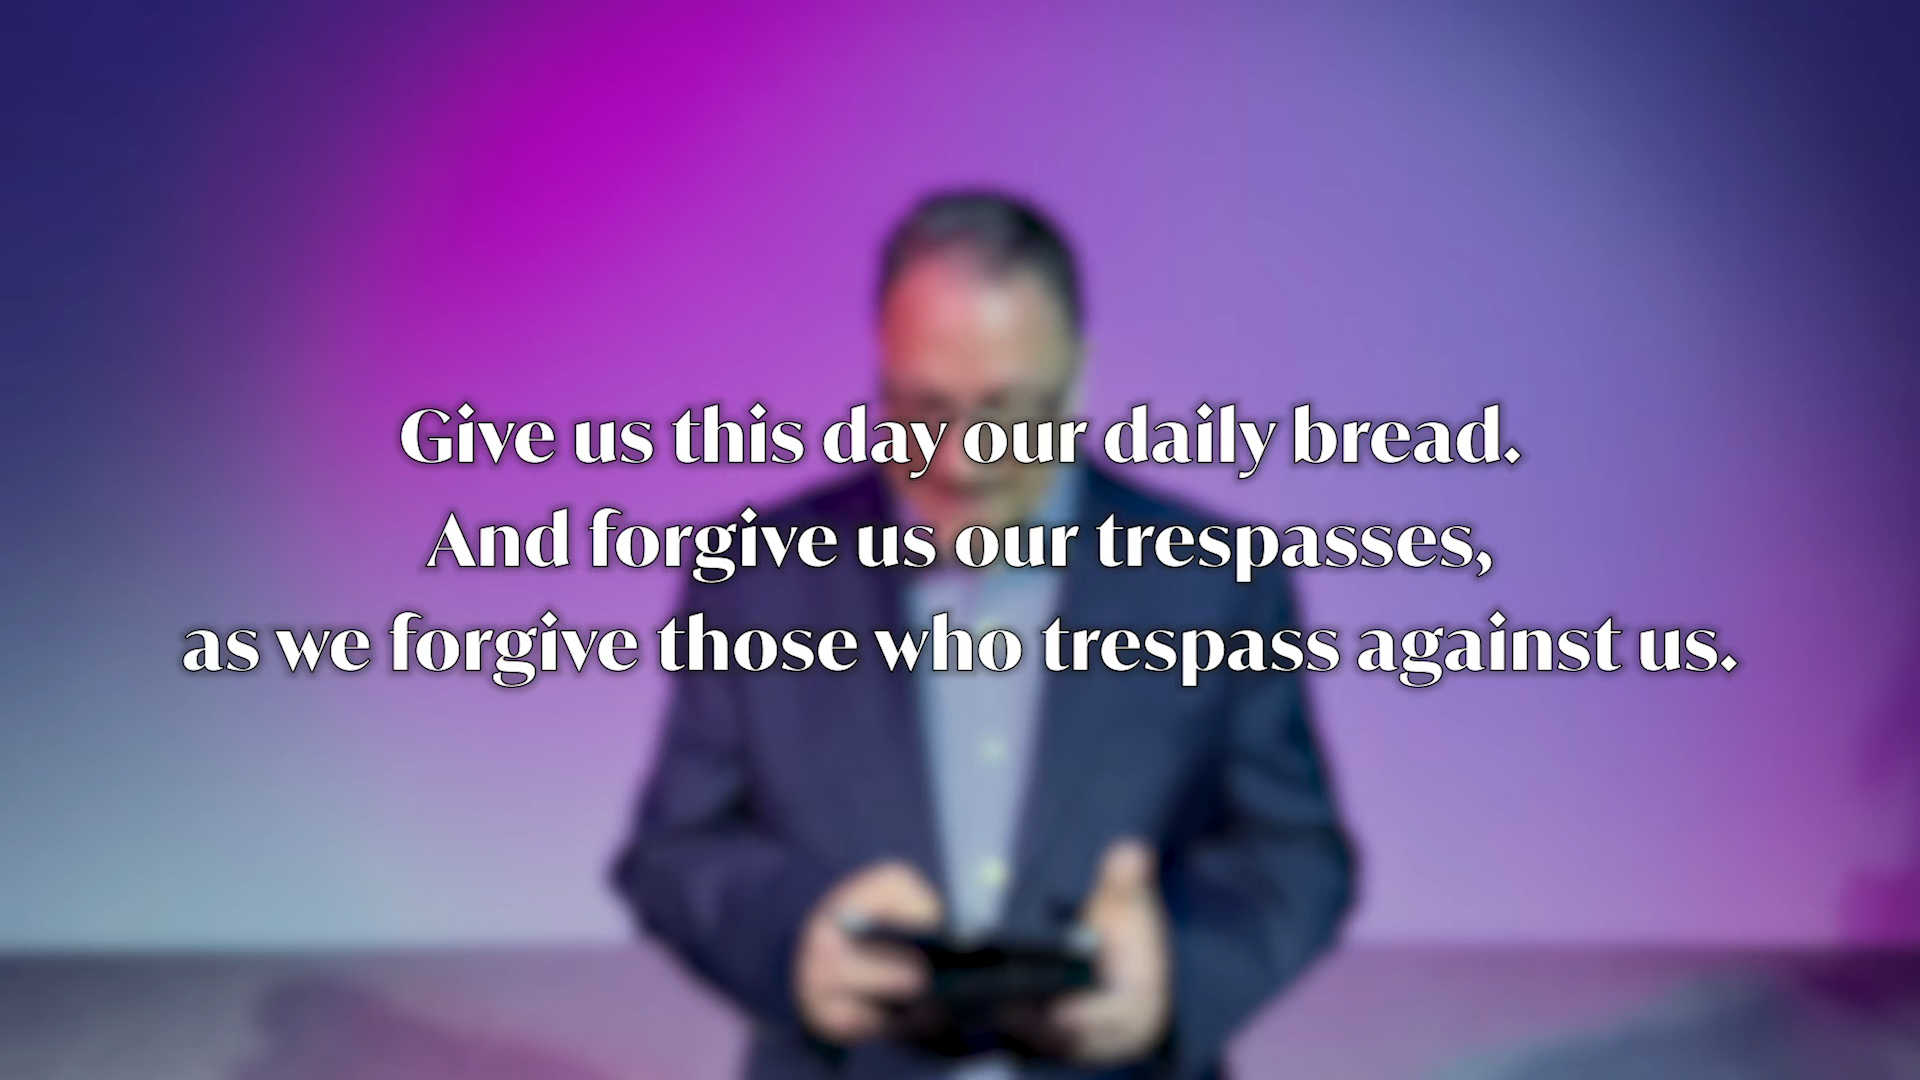 Give us this day our daily bread.
And forgive us our trespasses,
as we forgive those who trespass against us.